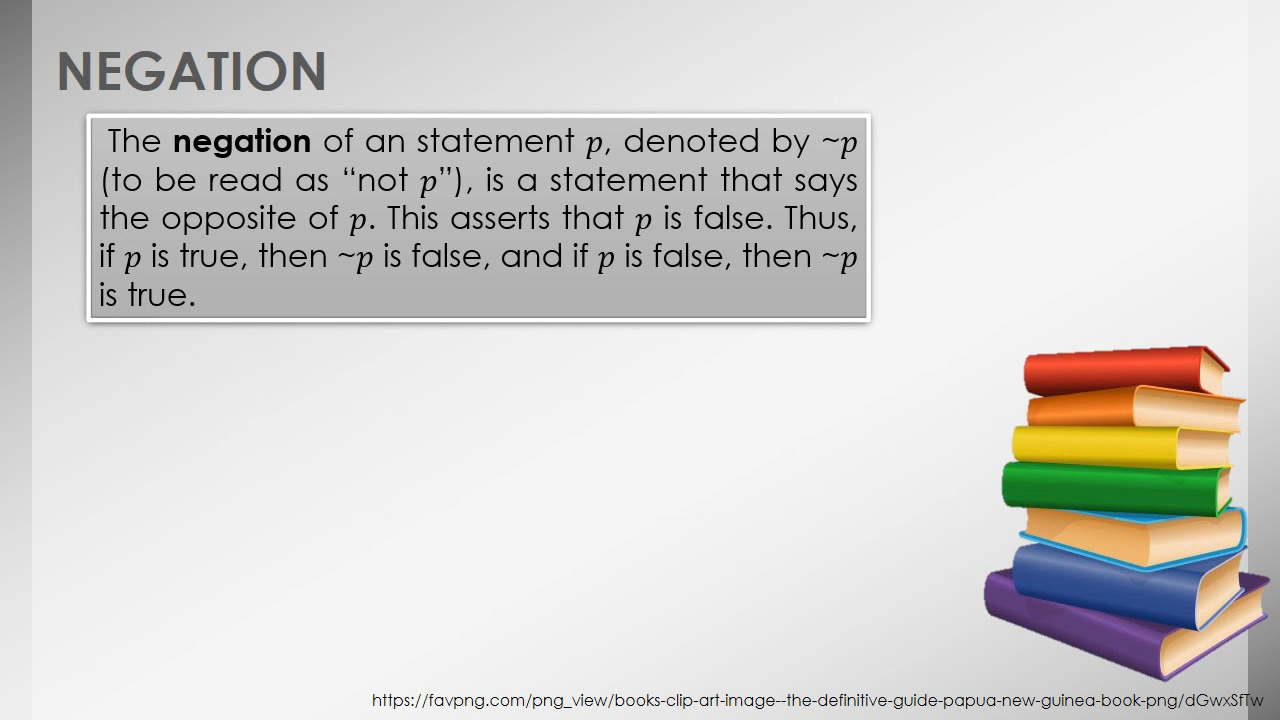 NEGATION
The negation of an statement p, denoted by ~p
(to be read as “not p”), is a statement that says
the opposite of p. This asserts that p is false. Thus,
if p is true, then ~p is false, and if p is false, then ~p
is true.
https://favpng.com/png_view/books-clip-art-image--the-definitive-guide-papua-new-guinea-book-png/dGwxSfTw